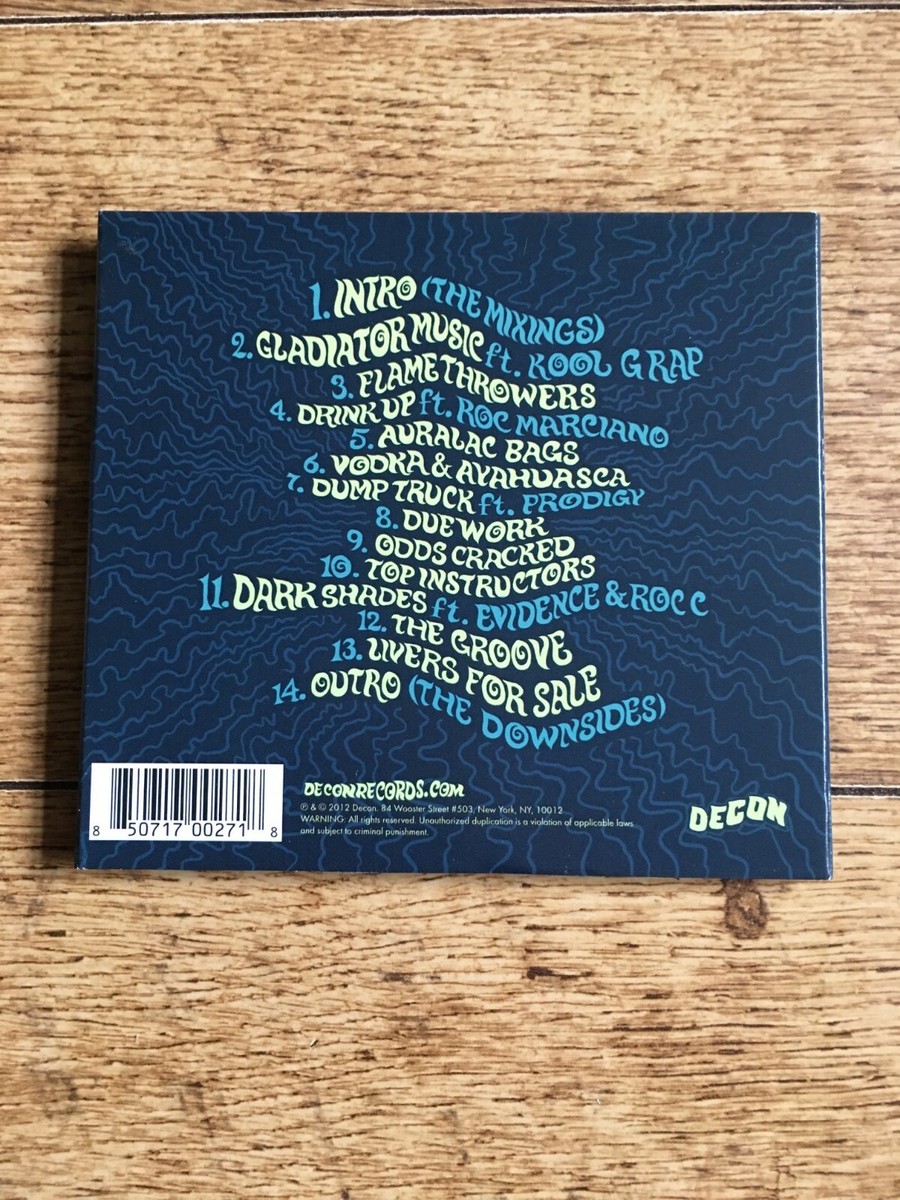 1. INTRO (THE MIXINGS)
2. GLADIATOR MUSIC ft. KOOL G RAP
3. FLAMETHROWERS
4. DRINK UP ft. ROC MARCIANO
5. AURALAC BAGS
6. VODKA & AYAHUASCA
7. DUMP TRUCK ft. PRODIGY
8. DUE WORK
9. ODDS CRACKED
10. TOP INSTRUCTORS
11. DARK SHADES ft. EVIDENCE & ROC C
12. THE GROOVE
13. LIVERS FOR SALE
14. OUTRO (THE DOWNSIDES)
DECONRECORDS.COM
℗ & © 2012 Decon. 84 Wooster Street #503, New York, NY, 10012
WARNING: All rights reserved. Unauthorized duplication is a violation of applicable laws
and subject to criminal punishment.
8 50717 00271 8
DECON